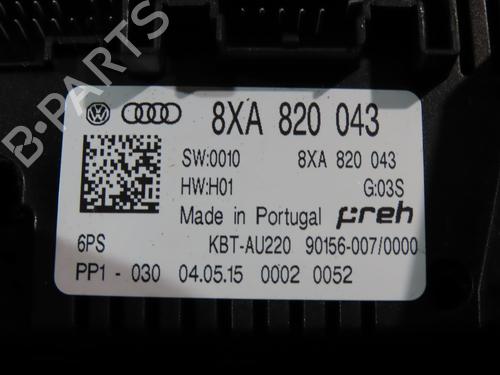 8XA 820 043
SW:0010 8XA 820 043
HW:H01 G:03S
Made in Portugal preh
6PS KBT-AU220 90156-007/0000
PP1 - 030 04.05.15 0002 0052
B-PARTS